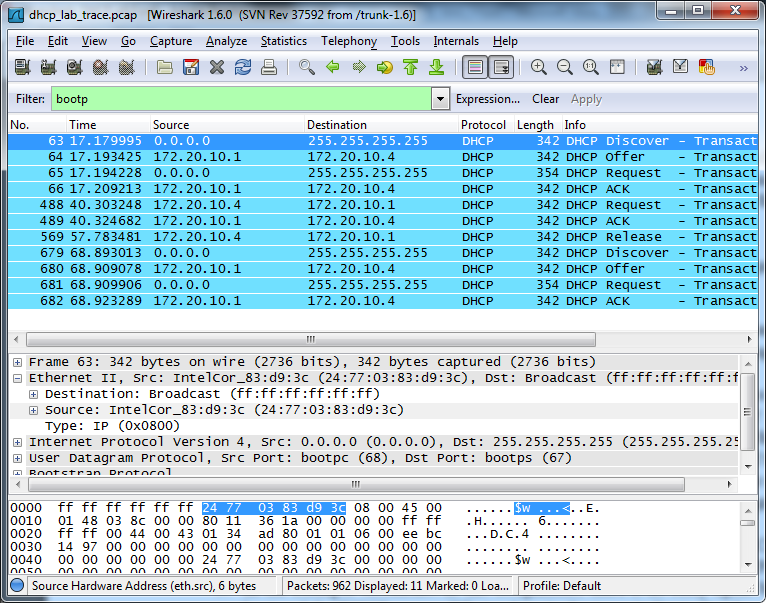 dhcp_lab_trace.pcap [Wireshark 1.6.0 (SVN Rev 37592 from /trunk-1.6)]
File Edit View Go Capture Analyze Statistics Telephony Tools Internals Help
Filter: bootp Expression... Clear Apply
No. Time Source Destination Protocol Length Info
63 17.179995 0.0.0.0 255.255.255.255 DHCP 342 DHCP Discover - Transact
64 17.193425 172.20.10.1 172.20.10.4 DHCP 342 DHCP Offer - Transact
65 17.194228 0.0.0.0 255.255.255.255 DHCP 354 DHCP Request - Transact
66 17.209213 172.20.10.1 172.20.10.4 DHCP 342 DHCP ACK - Transact
488 40.303248 172.20.10.4 172.20.10.1 DHCP 342 DHCP Request - Transact
489 40.324682 172.20.10.1 172.20.10.4 DHCP 342 DHCP ACK - Transact
569 57.783481 172.20.10.4 172.20.10.1 DHCP 342 DHCP Release - Transact
679 68.893013 0.0.0.0 255.255.255.255 DHCP 342 DHCP Discover - Transact
680 68.909078 172.20.10.1 172.20.10.4 DHCP 342 DHCP Offer - Transact
681 68.909906 0.0.0.0 255.255.255.255 DHCP 354 DHCP Request - Transact
682 68.923289 172.20.10.1 172.20.10.4 DHCP 342 DHCP ACK - Transact
Frame 63: 342 bytes on wire (2736 bits), 342 bytes captured (2736 bits)
Ethernet II, Src: IntelCor_83:d9:3c (24:77:03:83:d9:3c), Dst: Broadcast (ff:ff:ff:ff:ff:f
Destination: Broadcast (ff:ff:ff:ff:ff:ff)
Source: IntelCor_83:d9:3c (24:77:03:83:d9:3c)
Type: IP (0x0800)
Internet Protocol Version 4, Src: 0.0.0.0 (0.0.0.0), Dst: 255.255.255.255 (255.255.25
User Datagram Protocol, Src Port: bootpc (68), Dst Port: bootps (67)
Bootstrap Protocol
0000 ff ff ff ff ff ff 24 77 03 83 d9 3c 08 00 45 00 ......$w ...<..E.
0010 01 48 03 8c 00 00 80 11 36 1a 00 00 00 00 ff ff .H...... 6.......
0020 ff ff 00 44 00 43 01 34 ad 80 01 01 06 00 ee bc ...D.C.4 ........
0030 14 97 00 00 00 00 00 00 00 00 00 00 00 00 00 00 ........ ........
0040 00 00 00 00 00 00 24 77 03 83 d9 3c 00 00 00 00 ......$w ...<....
Source Hardware Address (eth.src), 6 bytes Packets: 962 Displayed: 11 Marked: 0 Loa... Profile: Default